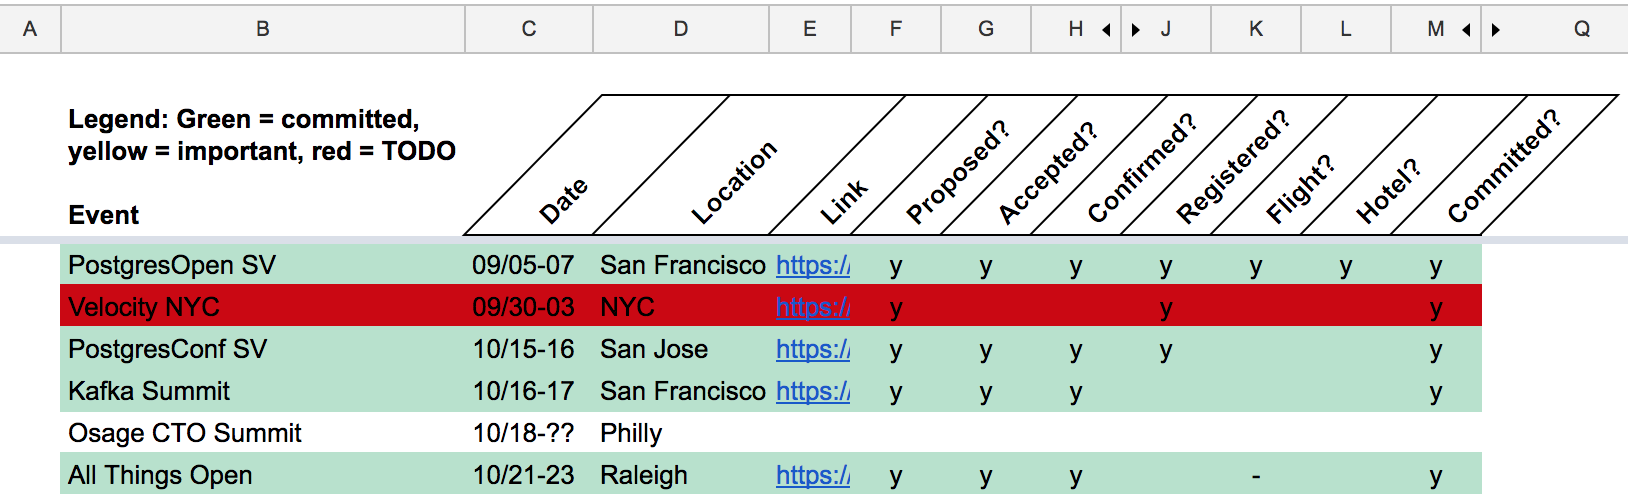 A B C D E F G H J K L M Q
Legend: Green = committed,
yellow = important, red = TODO
Event Date Location Link Proposed? Accepted? Confirmed? Registered? Flight? Hotel? Committed?
PostgresOpen SV 09/05-07 San Francisco https:// y y y y y y y
Velocity NYC 09/30-03 NYC https:// y y y
PostgresConf SV 10/15-16 San Jose https:// y y y y y
Kafka Summit 10/16-17 San Francisco https:// y y y y
Osage CTO Summit 10/18-?? Philly
All Things Open 10/21-23 Raleigh https:// y y y - y